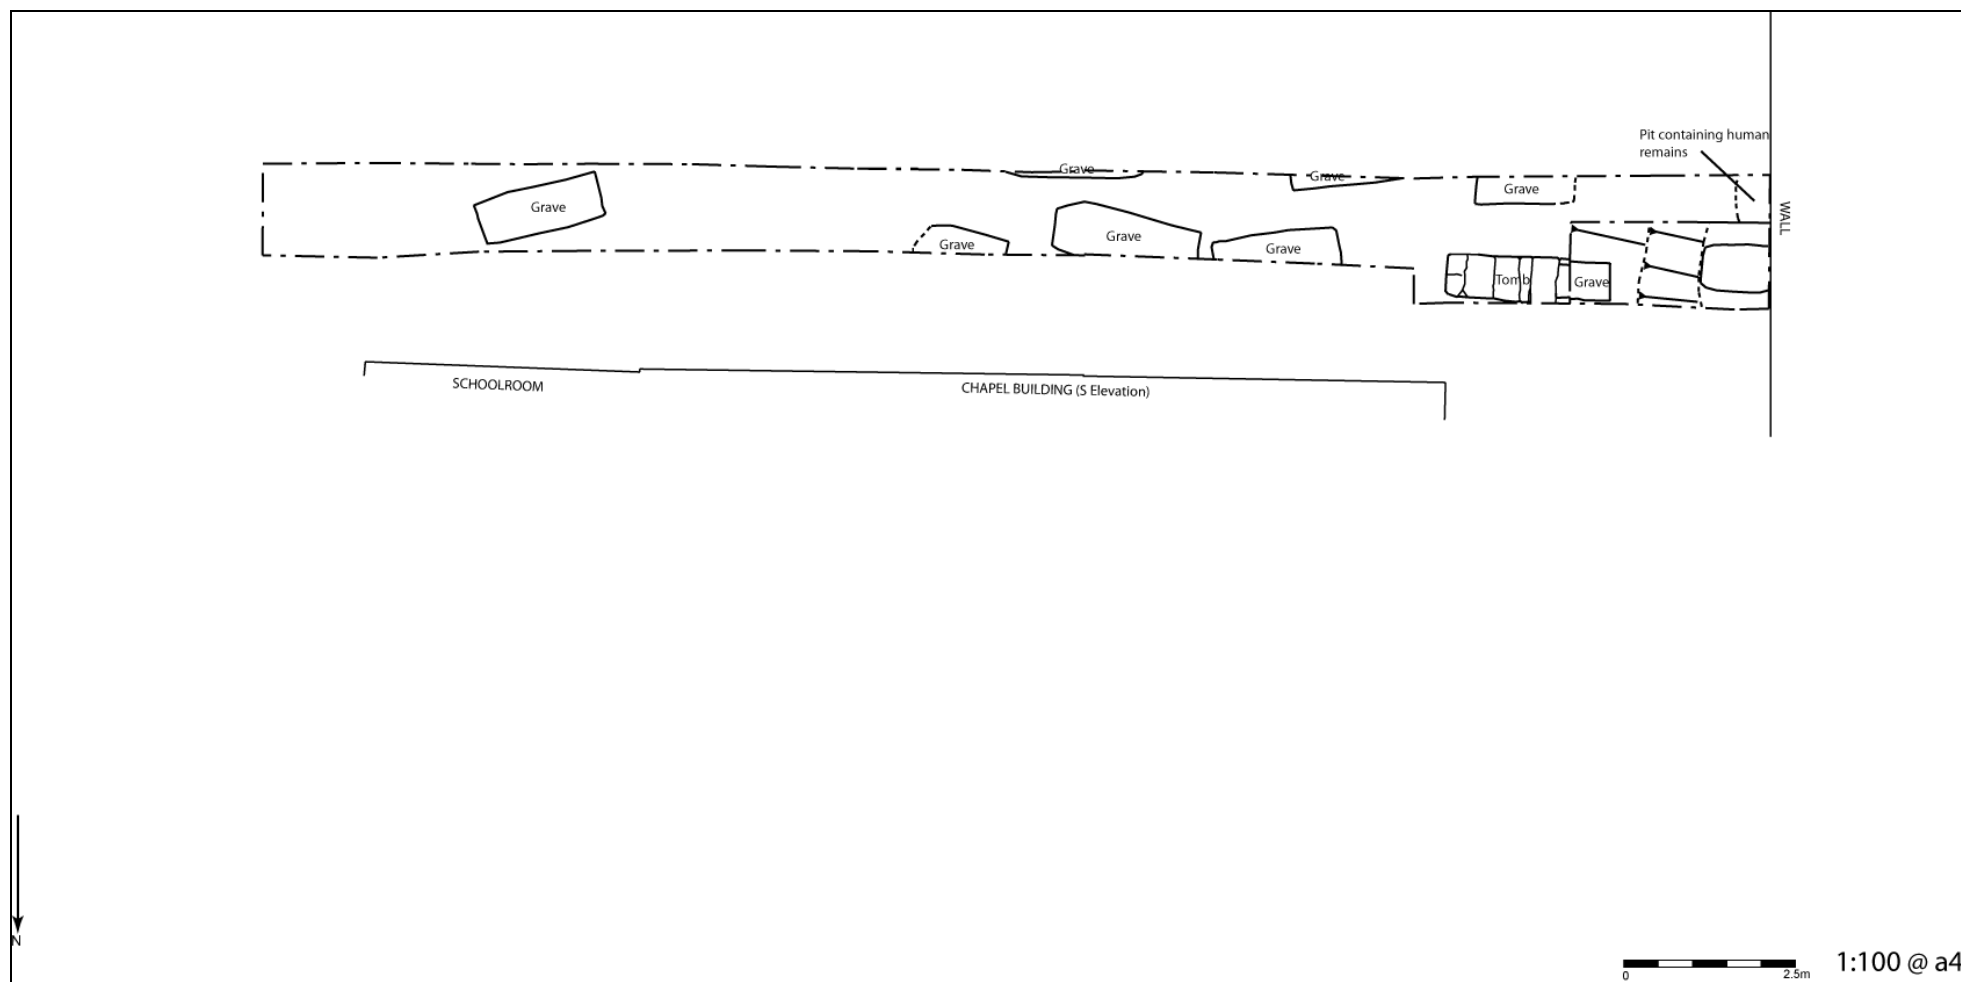 Pit containing human
remains
Grave
Grave
Grave
Grave
WALL
Grave
Grave
Grave
Grave
Tomb
Grave
SCHOOLROOM
CHAPEL BUILDING (S Elevation)
N
0
2.5m
1:100 @ a4